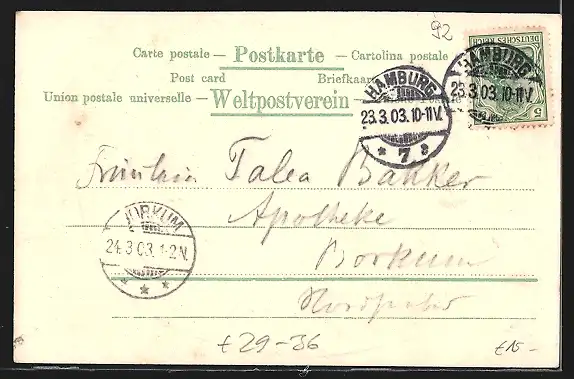 92
Carte postale – Postkarte – Cartolina postale
Post card Briefkaart
Union postale universelle – Weltpostverein –
DEUTSCHES REICH
5
HAMBURG
23.3.03.10-11V.
HAMBURG
23.3.03.10-11V.
* 7 *
Fräulein Talea Bakker
Apotheke
Borkum
Nordsee
BORKUM
24.3.03.1-2N.
* * *
£29-36
£15-